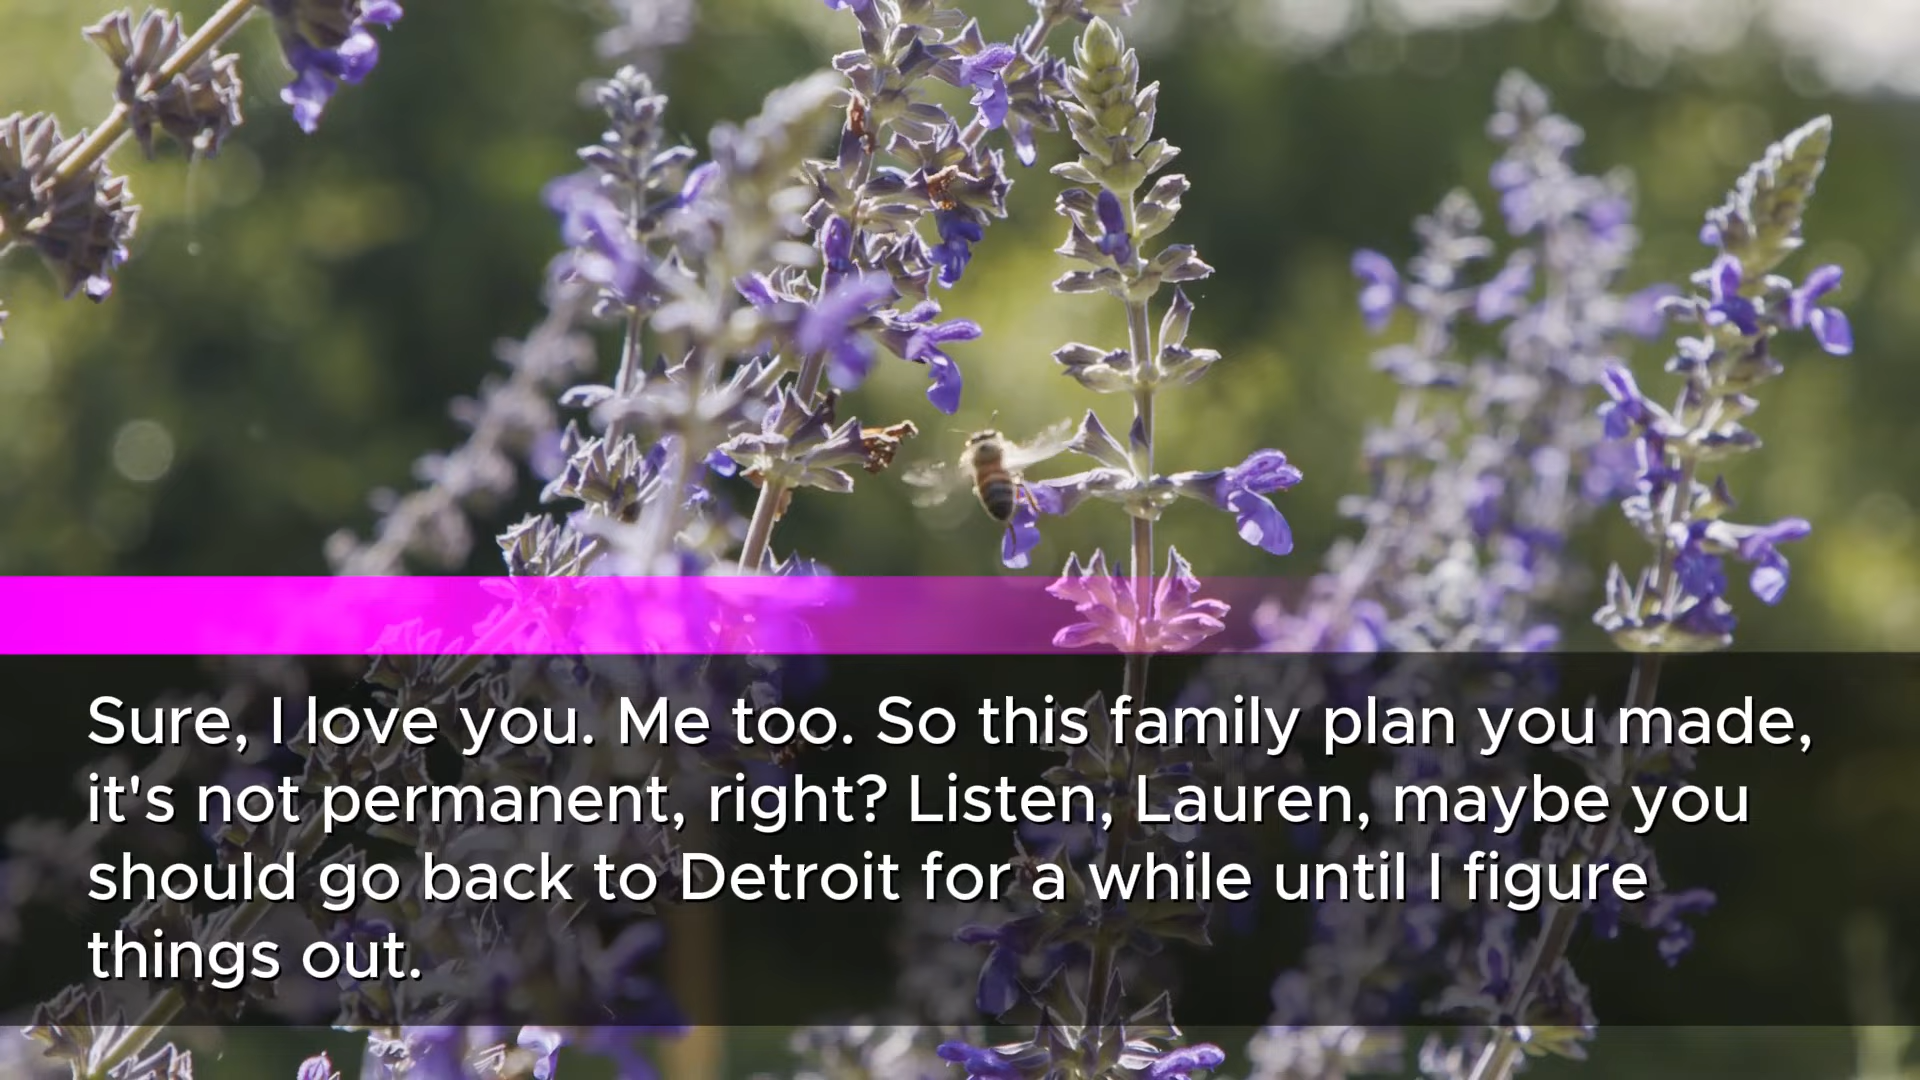 Sure, I love you. Me too. So this family plan you made,
it's not permanent, right? Listen, Lauren, maybe you
should go back to Detroit for a while until I figure
things out.